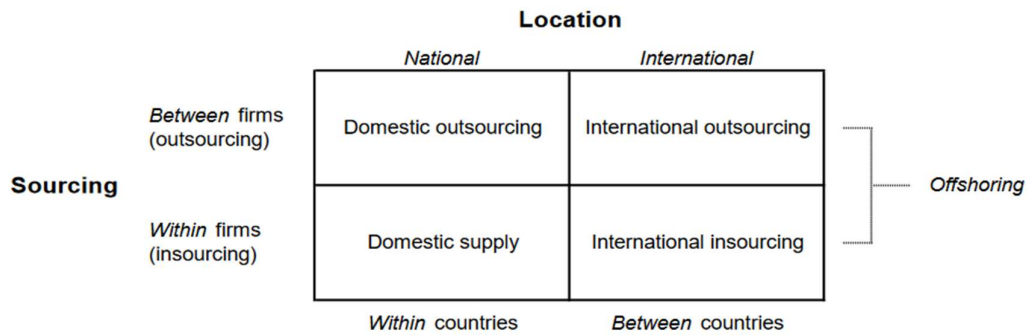 Location
National International
Between firms
(outsourcing)
Domestic outsourcing International outsourcing
Sourcing
Offshoring
Within firms
(insourcing)
Domestic supply International insourcing
Within countries Between countries